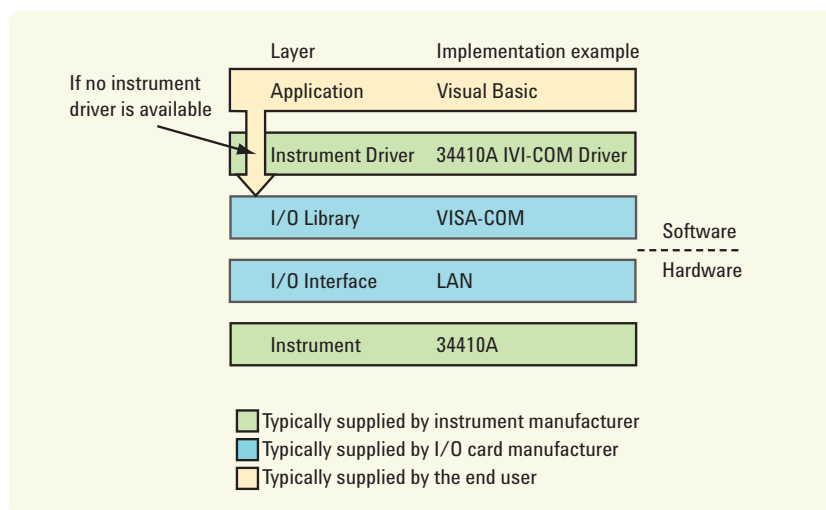 Layer Implementation example
If no instrument
driver is available
Application Visual Basic
Instrument Driver 34410A IVI-COM Driver
I/O Library VISA-COM
Software
Hardware
I/O Interface LAN
Instrument 34410A
Typically supplied by instrument manufacturer
Typically supplied by I/O card manufacturer
Typically supplied by the end user